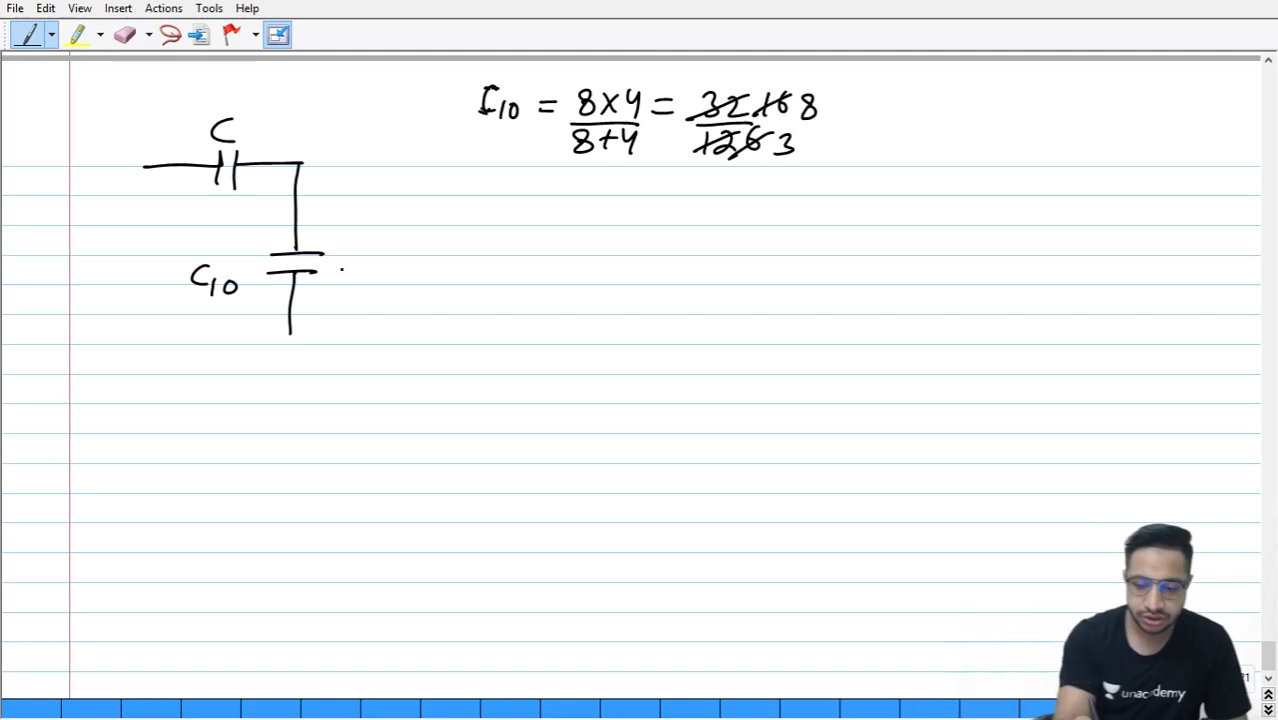 File Edit View Insert Actions Tools Help
C10 = 8×4/8+4 = 32 16 8/12 6 3
C
C10
unacademy